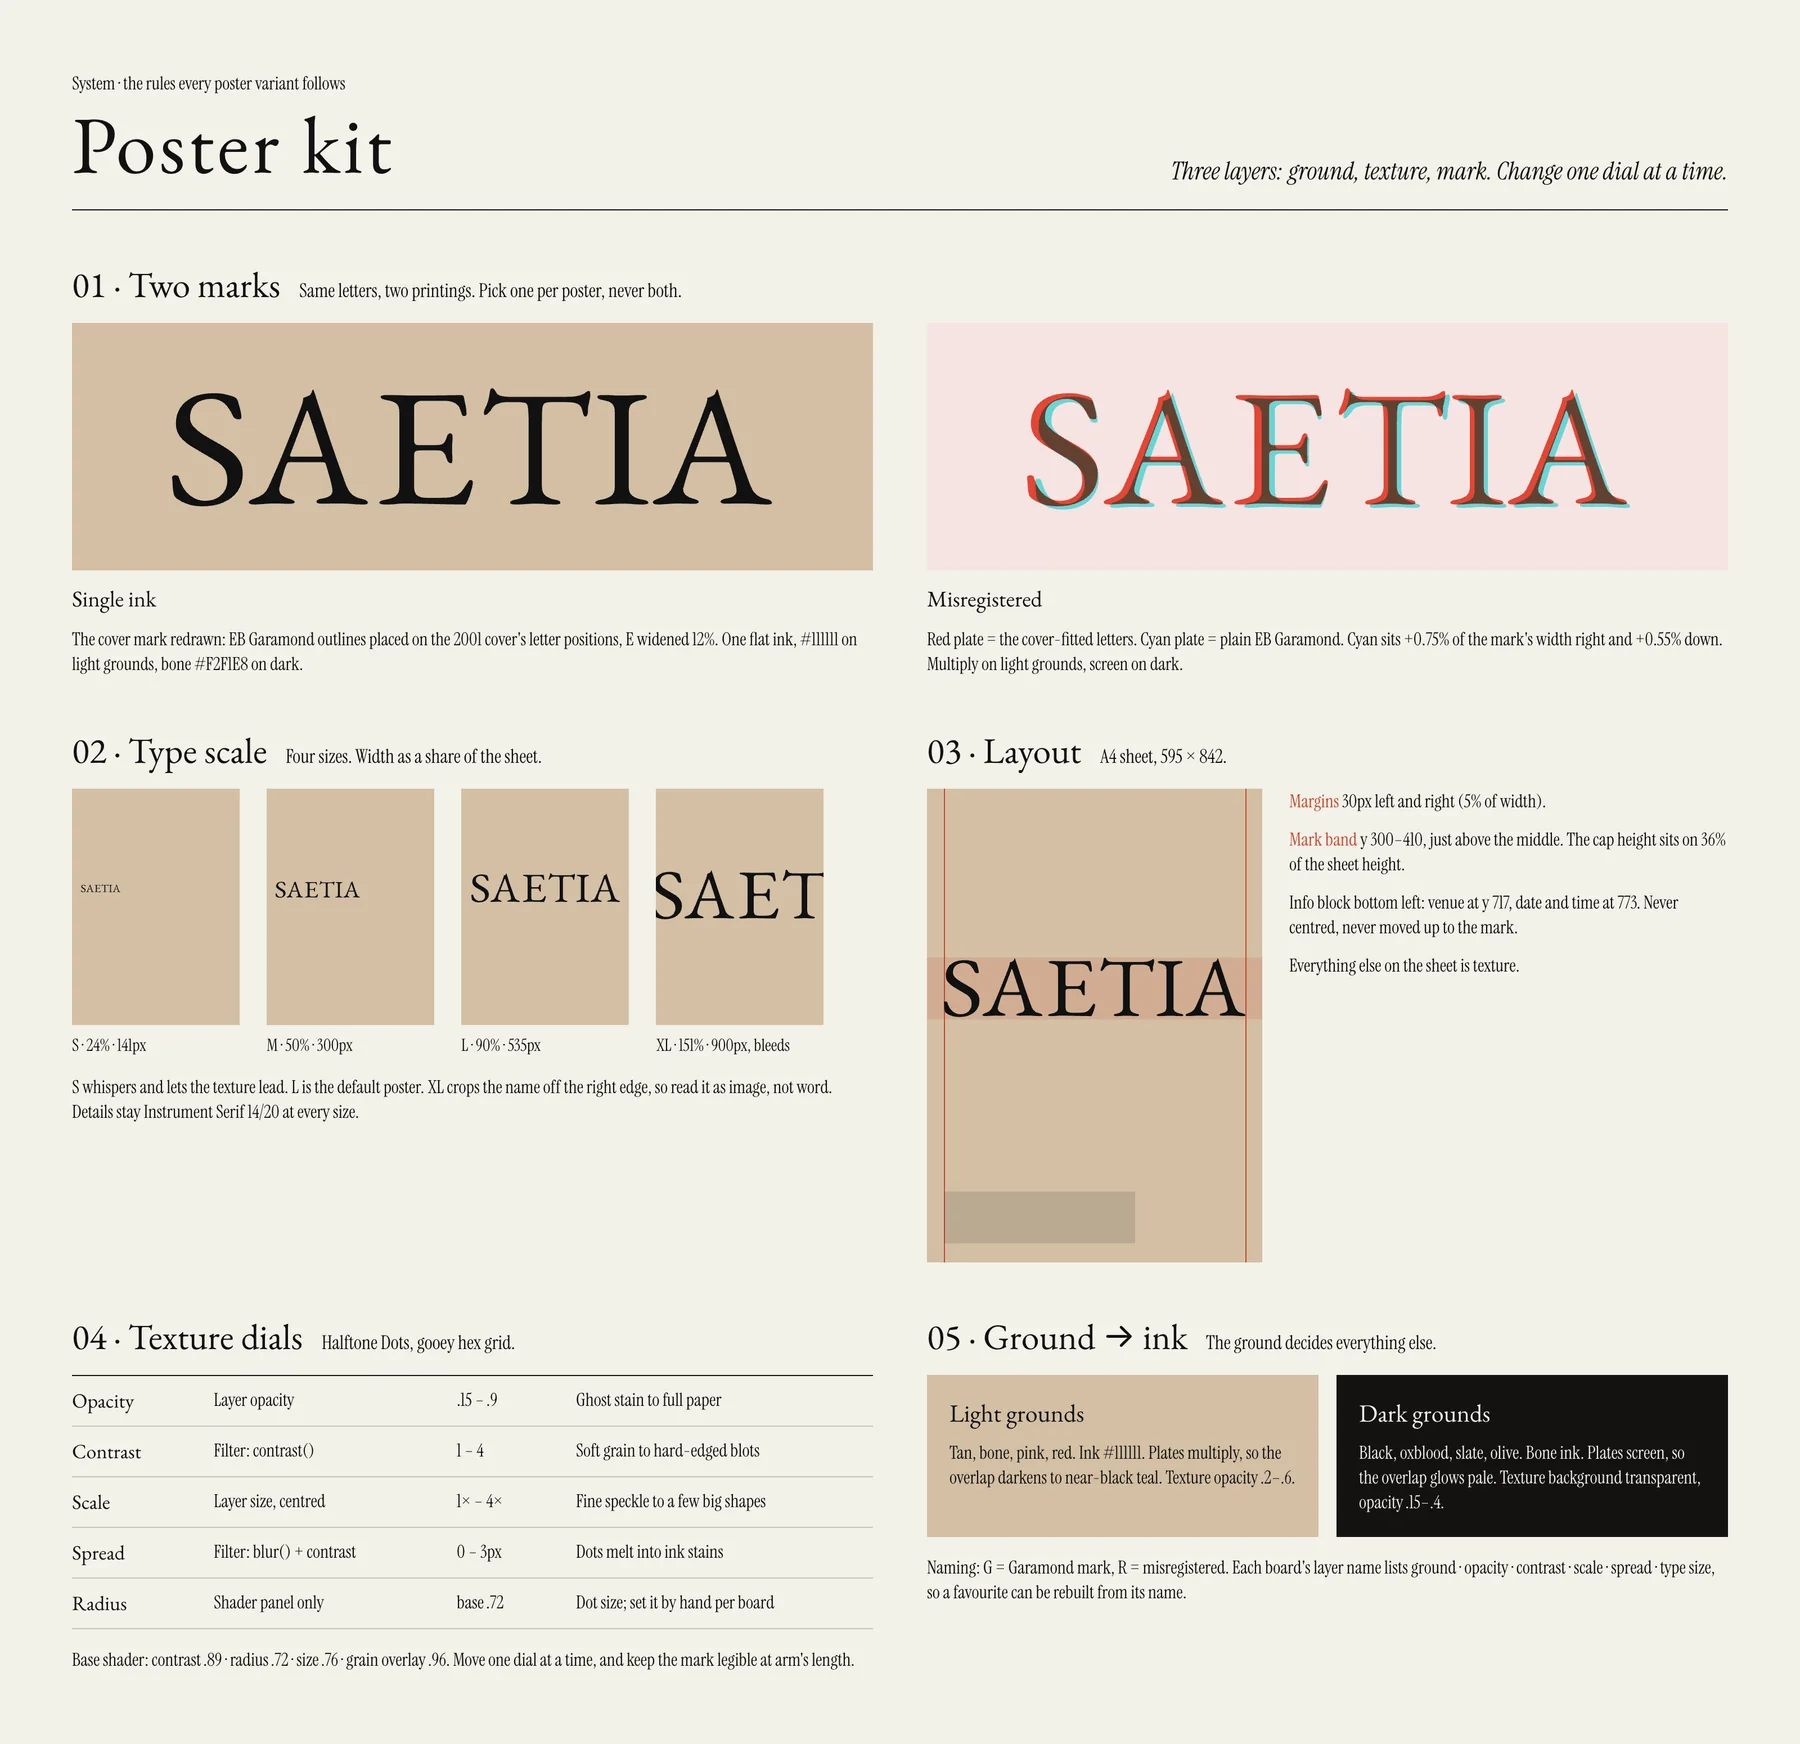 System · the rules every poster variant follows
Poster kit
Three layers: ground, texture, mark. Change one dial at a time.
01 · Two marks
Same letters, two printings. Pick one per poster, never both.
SAETIA
Single ink
The cover mark redrawn: EB Garamond outlines placed on the 2001 cover's letter positions, E widened 12%. One flat ink, #111111 on
light grounds, bone #F2F1E8 on dark.
SAETIA
Misregistered
Red plate = the cover-fitted letters. Cyan plate = plain EB Garamond. Cyan sits +0.75% of the mark's width right and +0.55% down.
Multiply on light grounds, screen on dark.
02 · Type scale
Four sizes. Width as a share of the sheet.
SAETIA
S · 24% · 141px
SAETIA
M · 50% · 300px
SAETIA
L · 90% · 535px
SAET
XL · 151% · 900px, bleeds
S whispers and lets the texture lead. L is the default poster. XL crops the name off the right edge, so read it as image, not word.
Details stay Instrument Serif 14/20 at every size.
03 · Layout
A4 sheet, 595 × 842.
SAETIA
Margins 30px left and right (5% of width).
Mark band y 300–410, just above the middle. The cap height sits on 36%
of the sheet height.
Info block bottom left: venue at y 717, date and time at 773. Never
centred, never moved up to the mark.
Everything else on the sheet is texture.
04 · Texture dials
Halftone Dots, gooey hex grid.
Opacity Layer opacity .15 – .9 Ghost stain to full paper
Contrast Filter: contrast() 1 – 4 Soft grain to hard-edged blots
Scale Layer size, centred 1× – 4× Fine speckle to a few big shapes
Spread Filter: blur() + contrast 0 – 3px Dots melt into ink stains
Radius Shader panel only base .72 Dot size; set it by hand per board
Base shader: contrast .89 · radius .72 · size .76 · grain overlay .96. Move one dial at a time, and keep the mark legible at arm's length.
05 · Ground → ink
The ground decides everything else.
Light grounds
Tan, bone, pink, red. Ink #111111. Plates multiply, so the
overlap darkens to near-black teal. Texture opacity .2–.6.
Dark grounds
Black, oxblood, slate, olive. Bone ink. Plates screen, so
the overlap glows pale. Texture background transparent,
opacity .15–.4.
Naming: G = Garamond mark, R = misregistered. Each board's layer name lists ground · opacity · contrast · scale · spread · type size,
so a favourite can be rebuilt from its name.